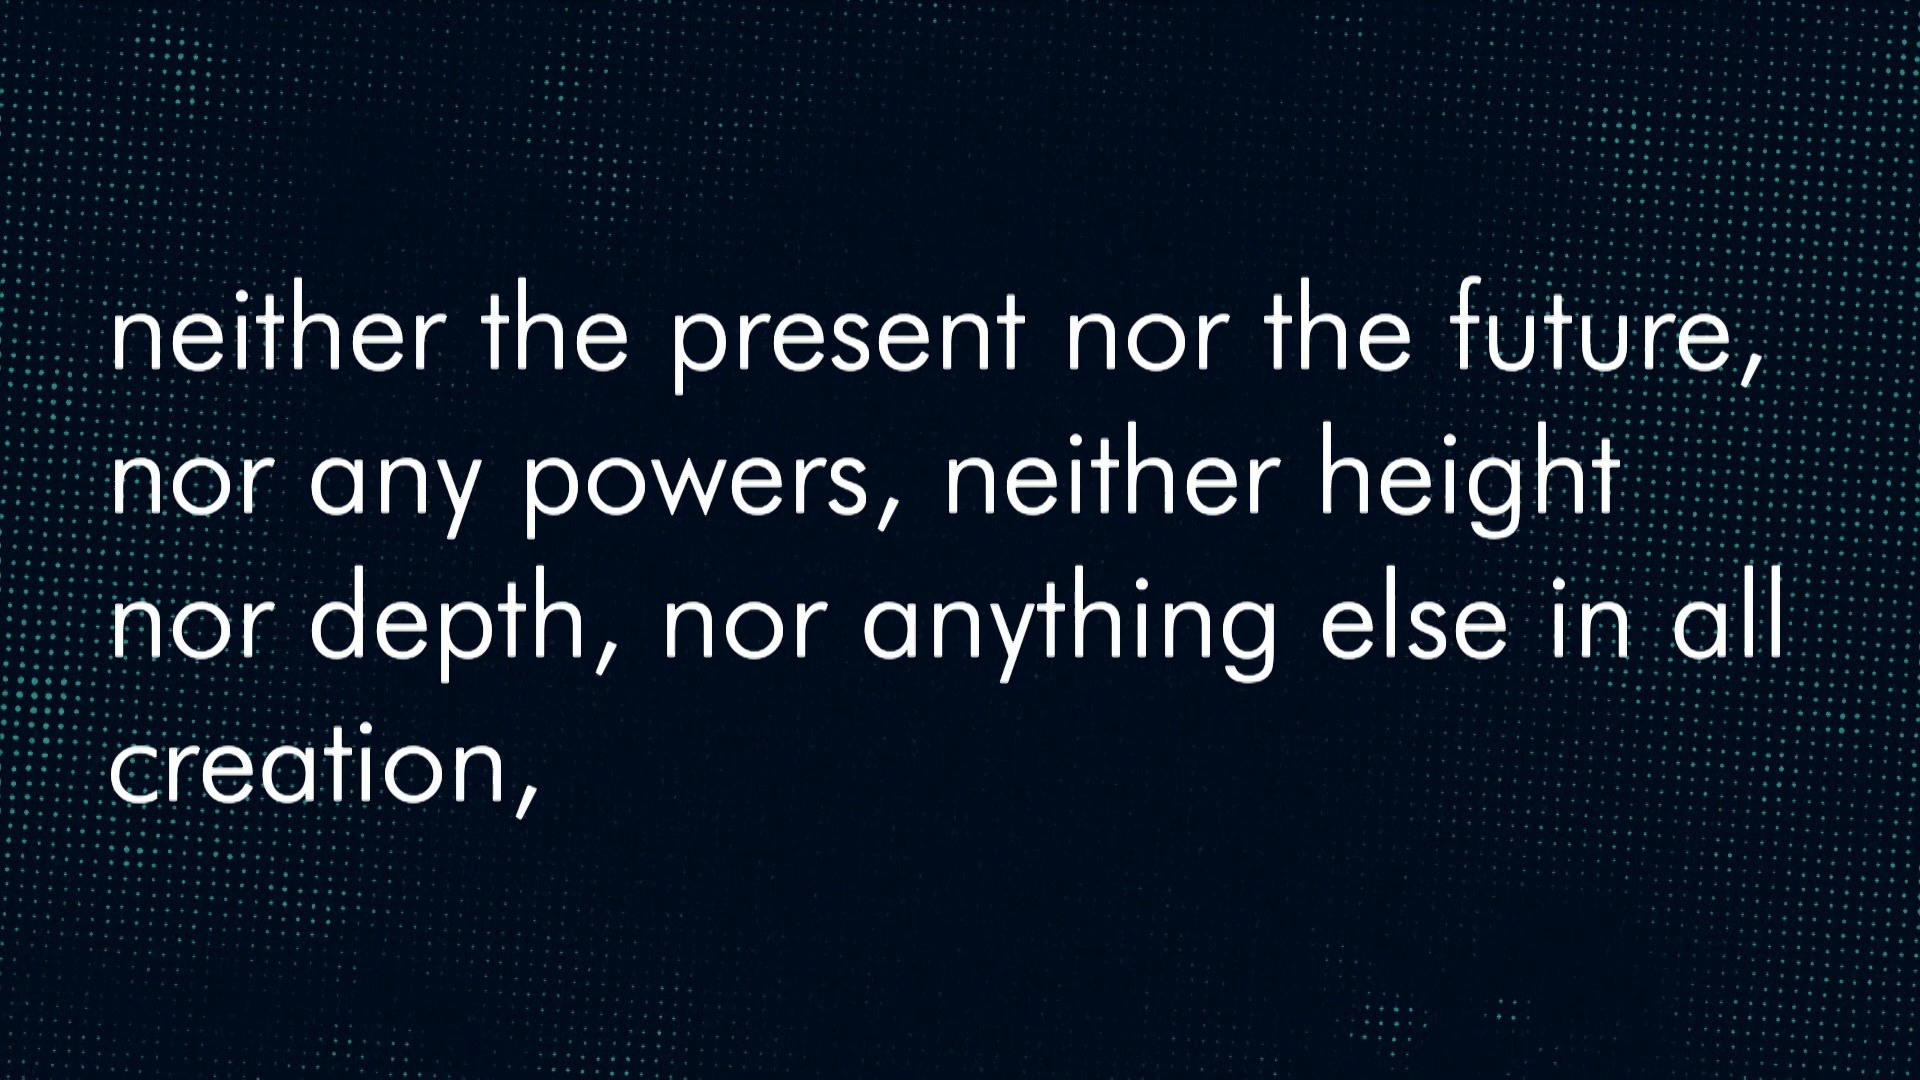 neither the present nor the future,
nor any powers, neither height
nor depth, nor anything else in all
creation,